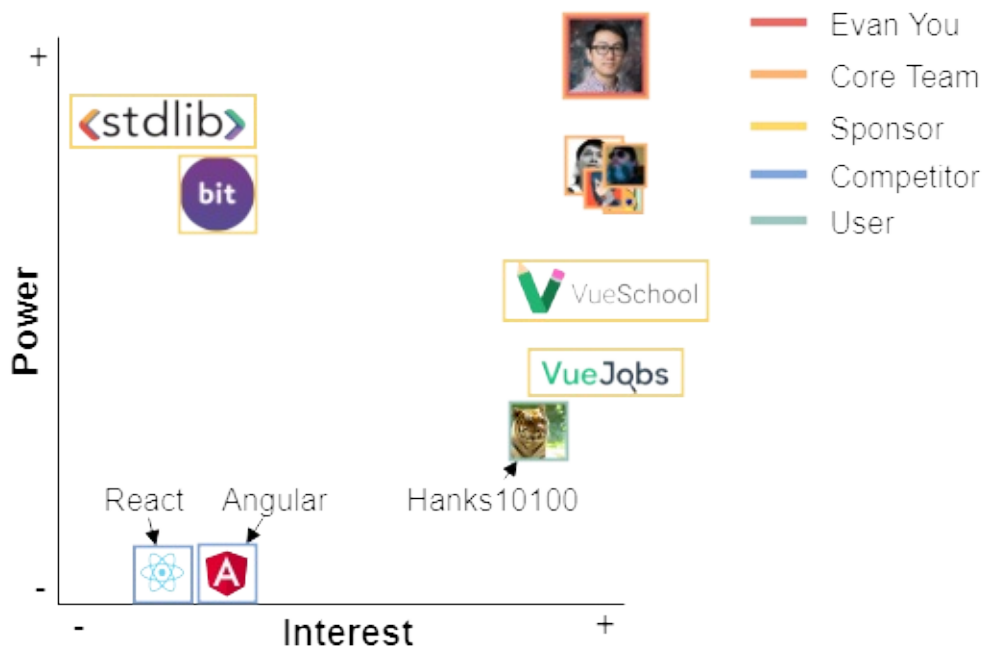 +
<stdlib>
bit
Power
VueSchool
VueJobs
React
Angular
Hanks10100
A
-
-
Interest
+
Evan You
Core Team
Sponsor
Competitor
User